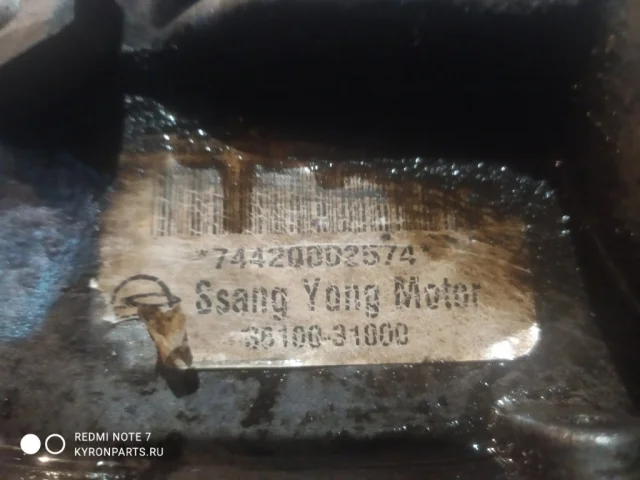 *74420002574
Ssang Yong Motor
36100-31000
REDMI NOTE 7
KYRONPARTS.RU